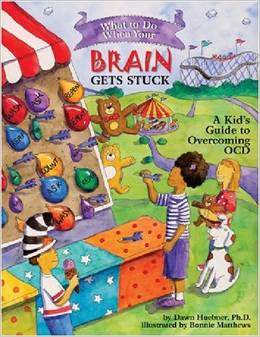 What to Do
When Your
BRAIN
GETS STUCK
A Kid's
Guide to
Overcoming
OCD
by Dawn Huebner, Ph.D.
illustrated by Bonnie Matthews